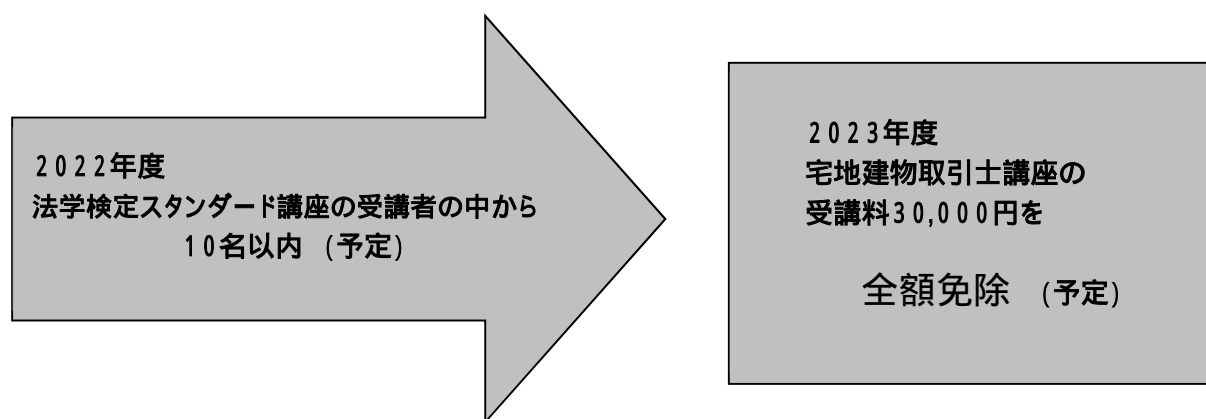 2022年度
法学検定スタンダード講座の受講者の中から
10名以内 (予定)
2023年度
宅地建物取引士講座の
受講料30,000円を
全額免除 (予定)